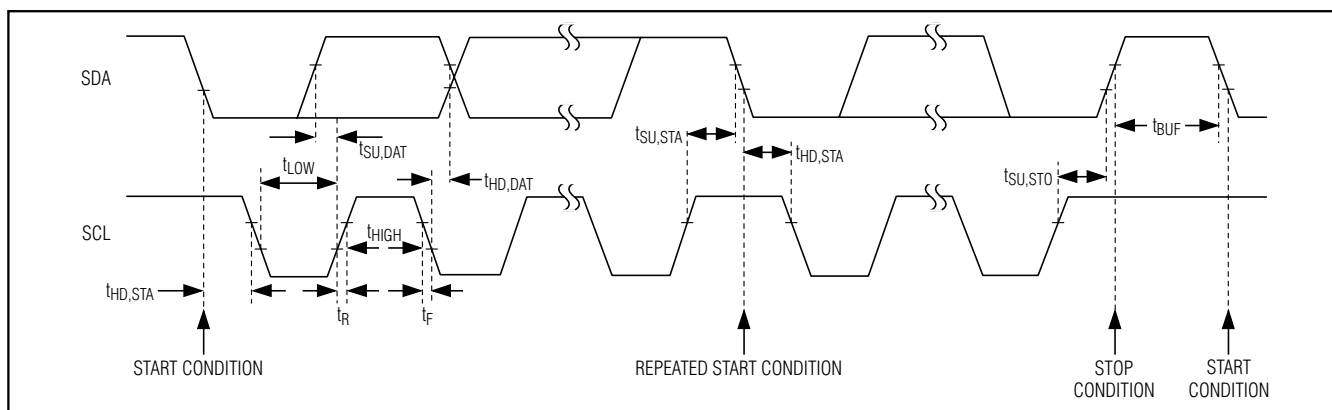 SDA
tSU,STA
tBUF
tSU,DAT
tHD,STA
tLOW
tHD,DAT
tSU,STO
SCL
tHIGH
tHD,STA
tR
tF
START CONDITION
REPEATED START CONDITION
STOP
CONDITION
START
CONDITION